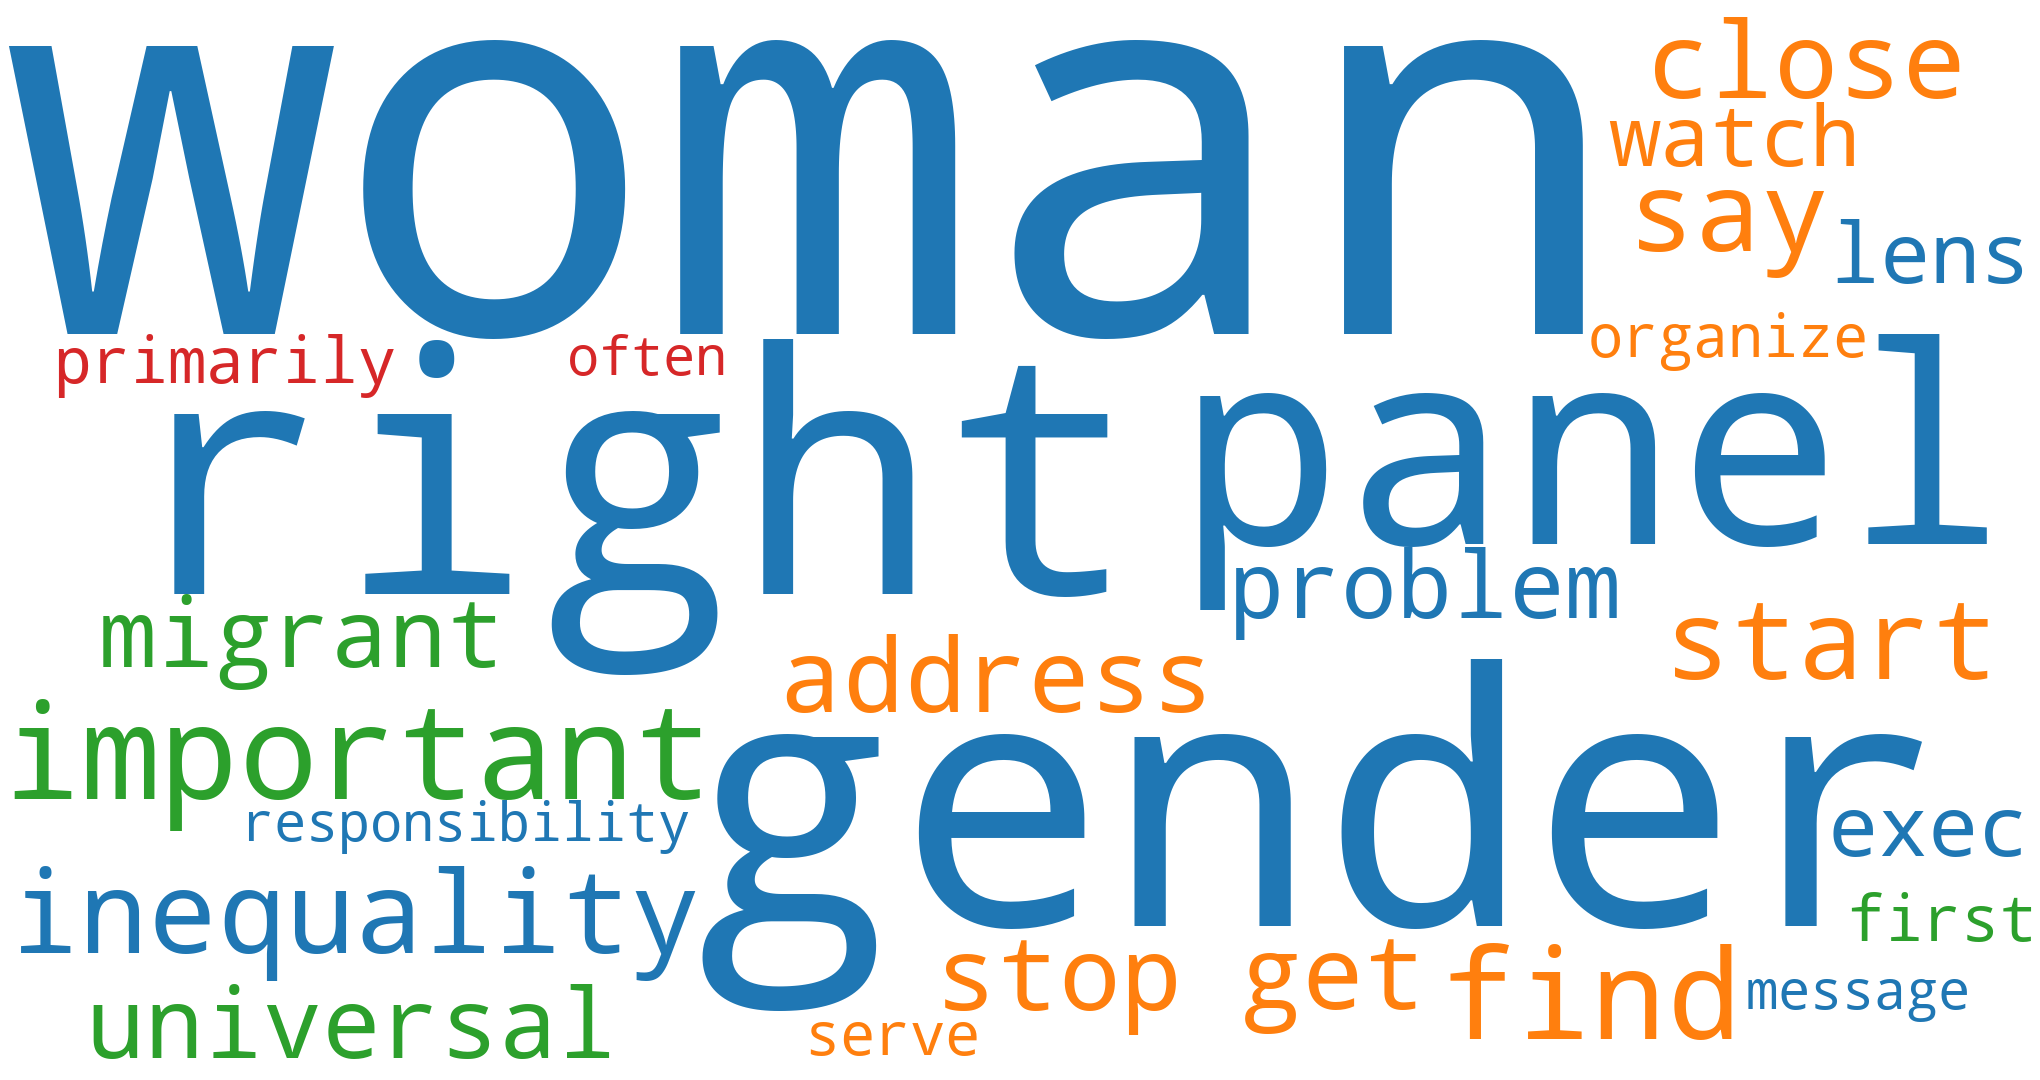 woman
close
watch
say
lens
primarily
often
organize
right
panel
problem
migrant
address
start
important
gender
responsibility
exec
inequality
first
stop
get
find
message
universal
serve